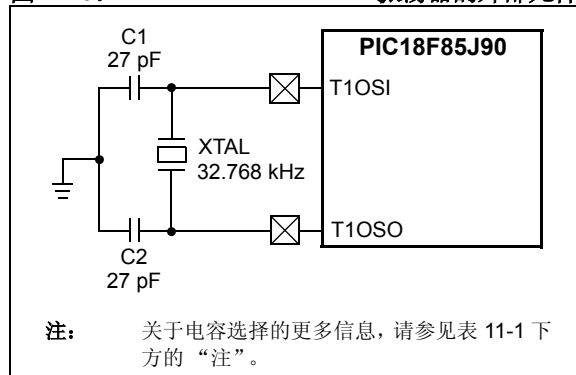 C1
27 pF
PIC18F85J90
T1OSI
XTAL
32.768 kHz
T1OSO
C2
27 pF
注： 关于电容选择的更多信息，请参见表 11-1 下
方的 “注”。